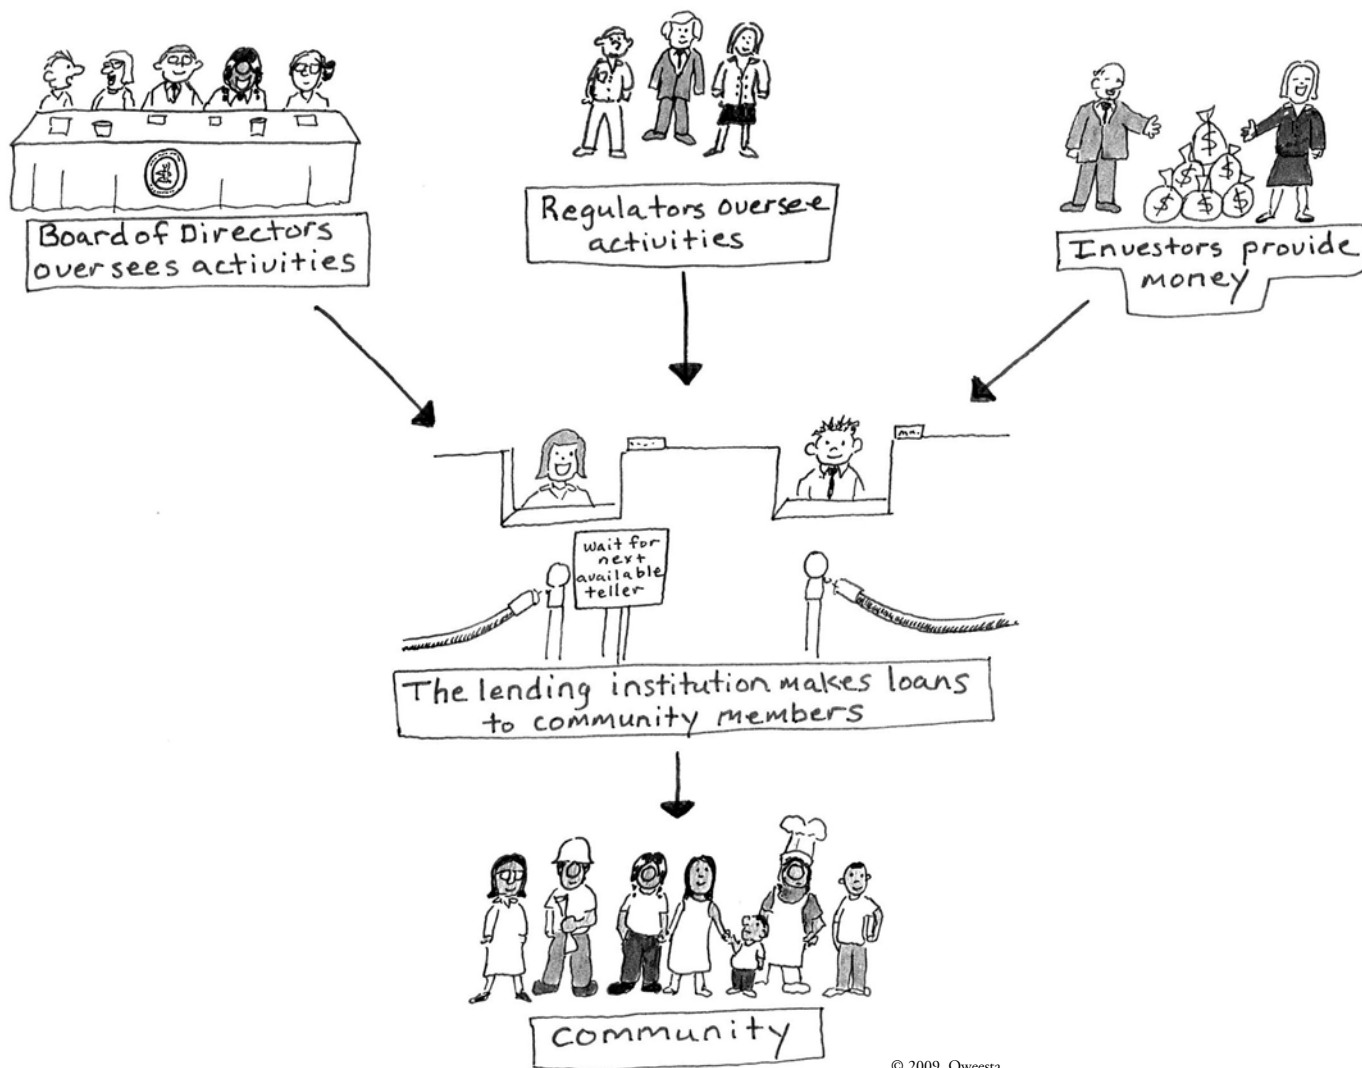 Board of Directors
oversees activities
Regulators oversee
activities
Investors provide
money
wait for
next
available
teller
The lending institution makes loans
to community members
community
© 2009, Oweesta
$
$
$
$
$
$